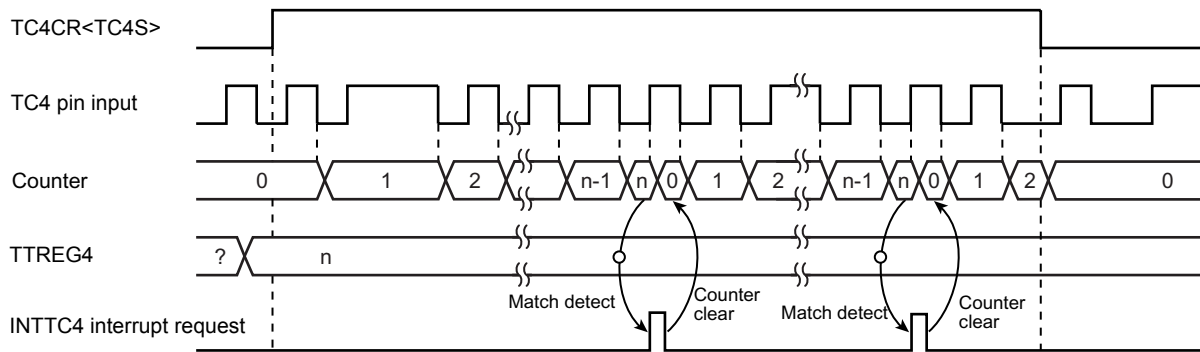 TC4CR<TC4S>
TC4 pin input
Counter
0
1
2
n-1
n
0
1
2
n-1
n
0
1
2
0
TTREG4
?
n
Match detect
Counter
clear
Match detect
Counter
clear
INTTC4 interrupt request